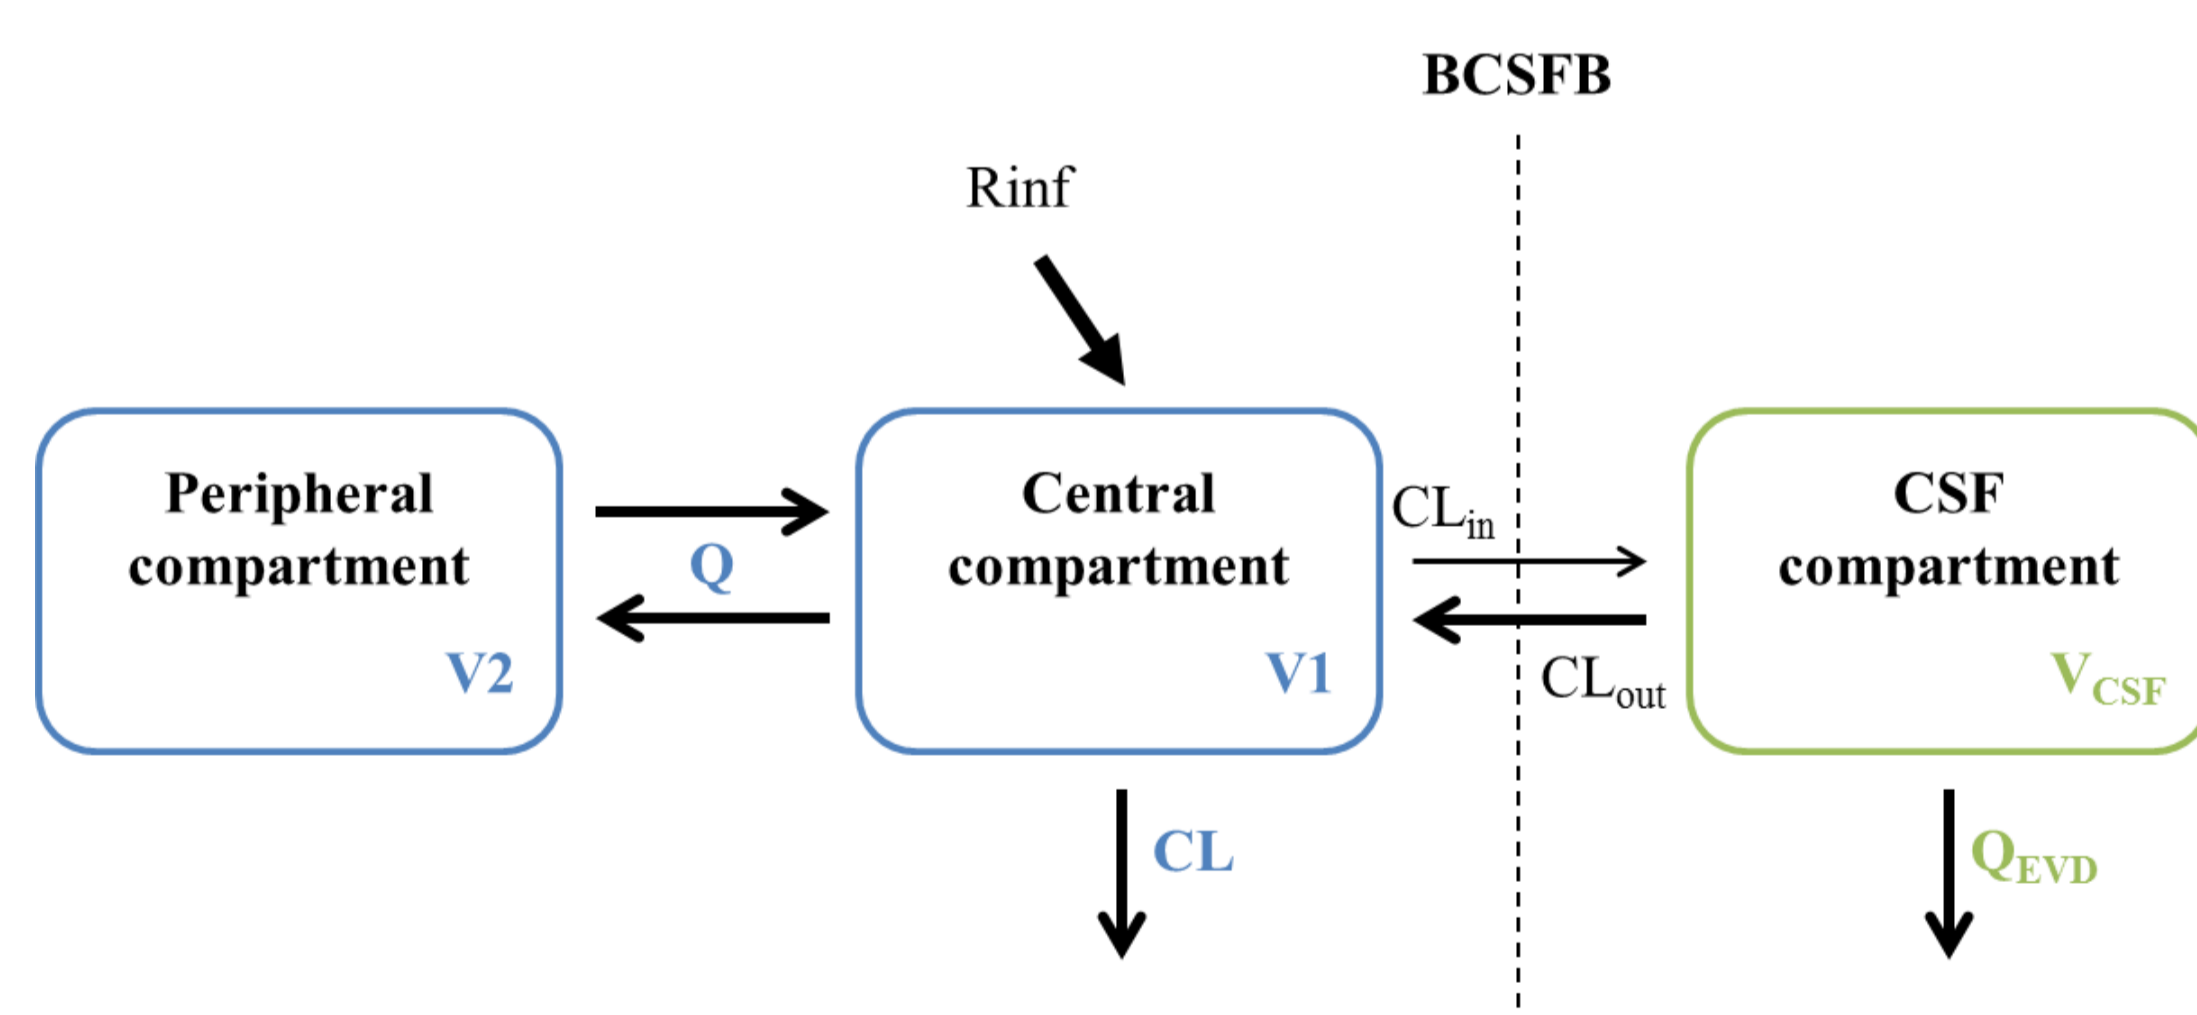 BCSFB
Rinf
Peripheral
compartment
V2
Q
Central
compartment
V1
CL
CLin
CLout
CSF
compartment
VCSF
QEVD